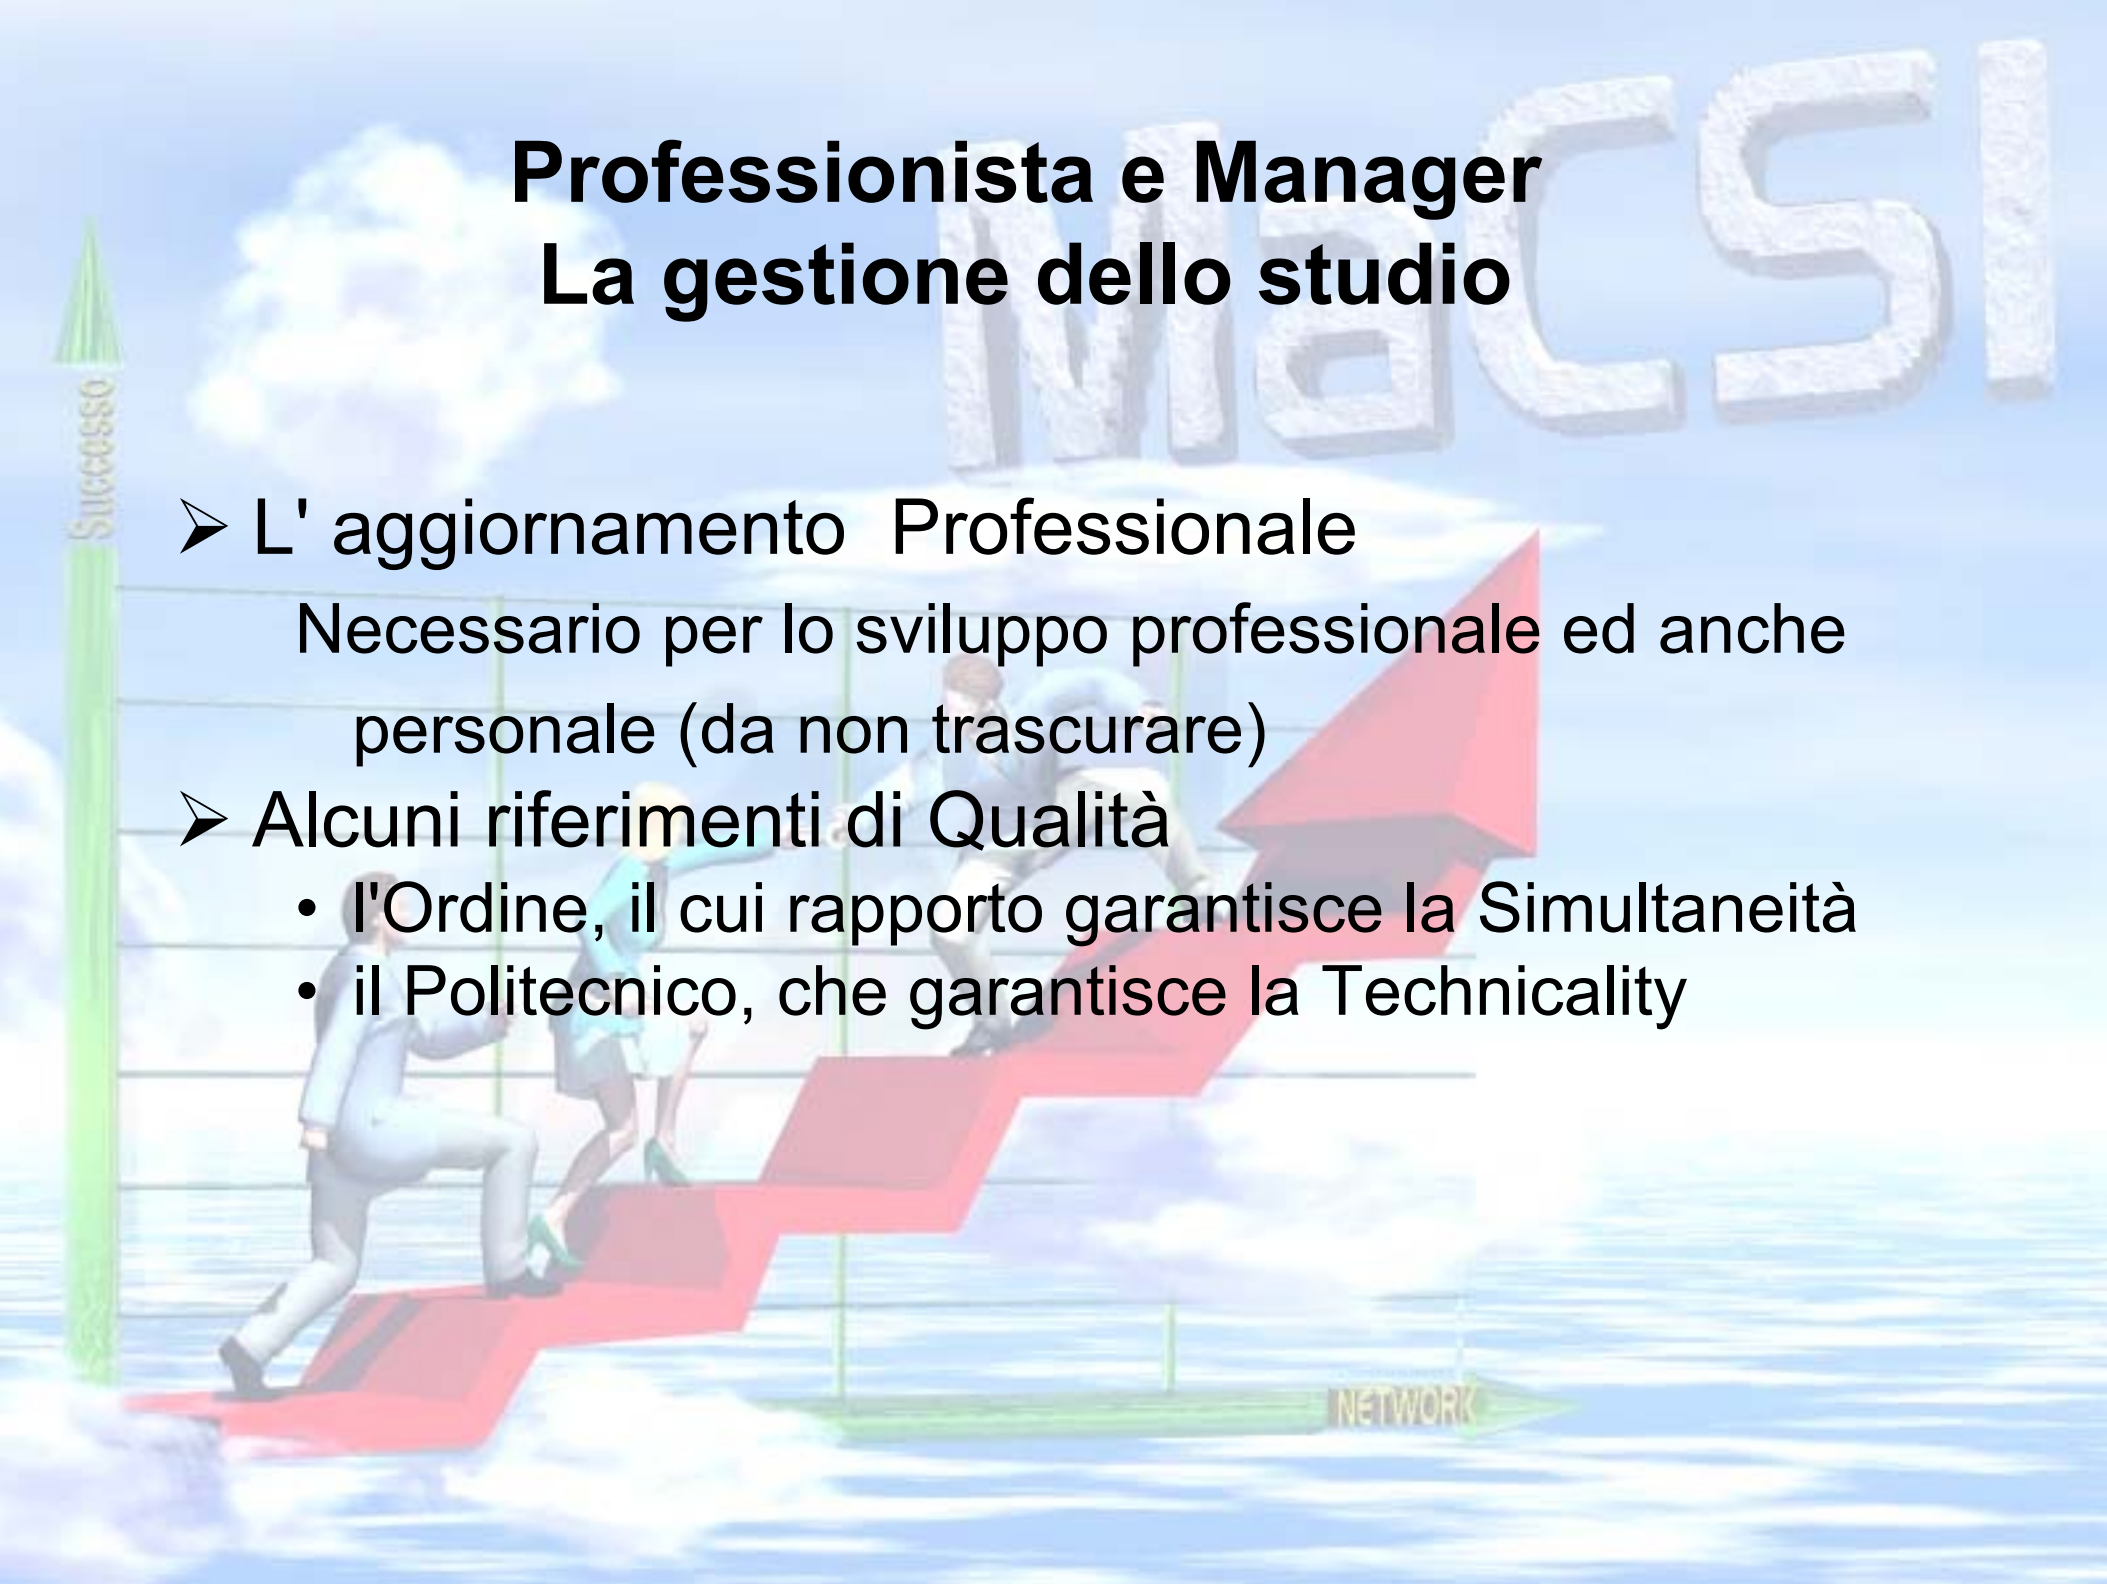 MaCSI
Professionista e Manager
La gestione dello studio
Successo
➢ L' aggiornamento  Professionale
Necessario per lo sviluppo professionale ed anche
personale (da non trascurare)
➢ Alcuni riferimenti di Qualità
• l'Ordine, il cui rapporto garantisce la Simultaneità
• il Politecnico, che garantisce la Technicality
NETWORK